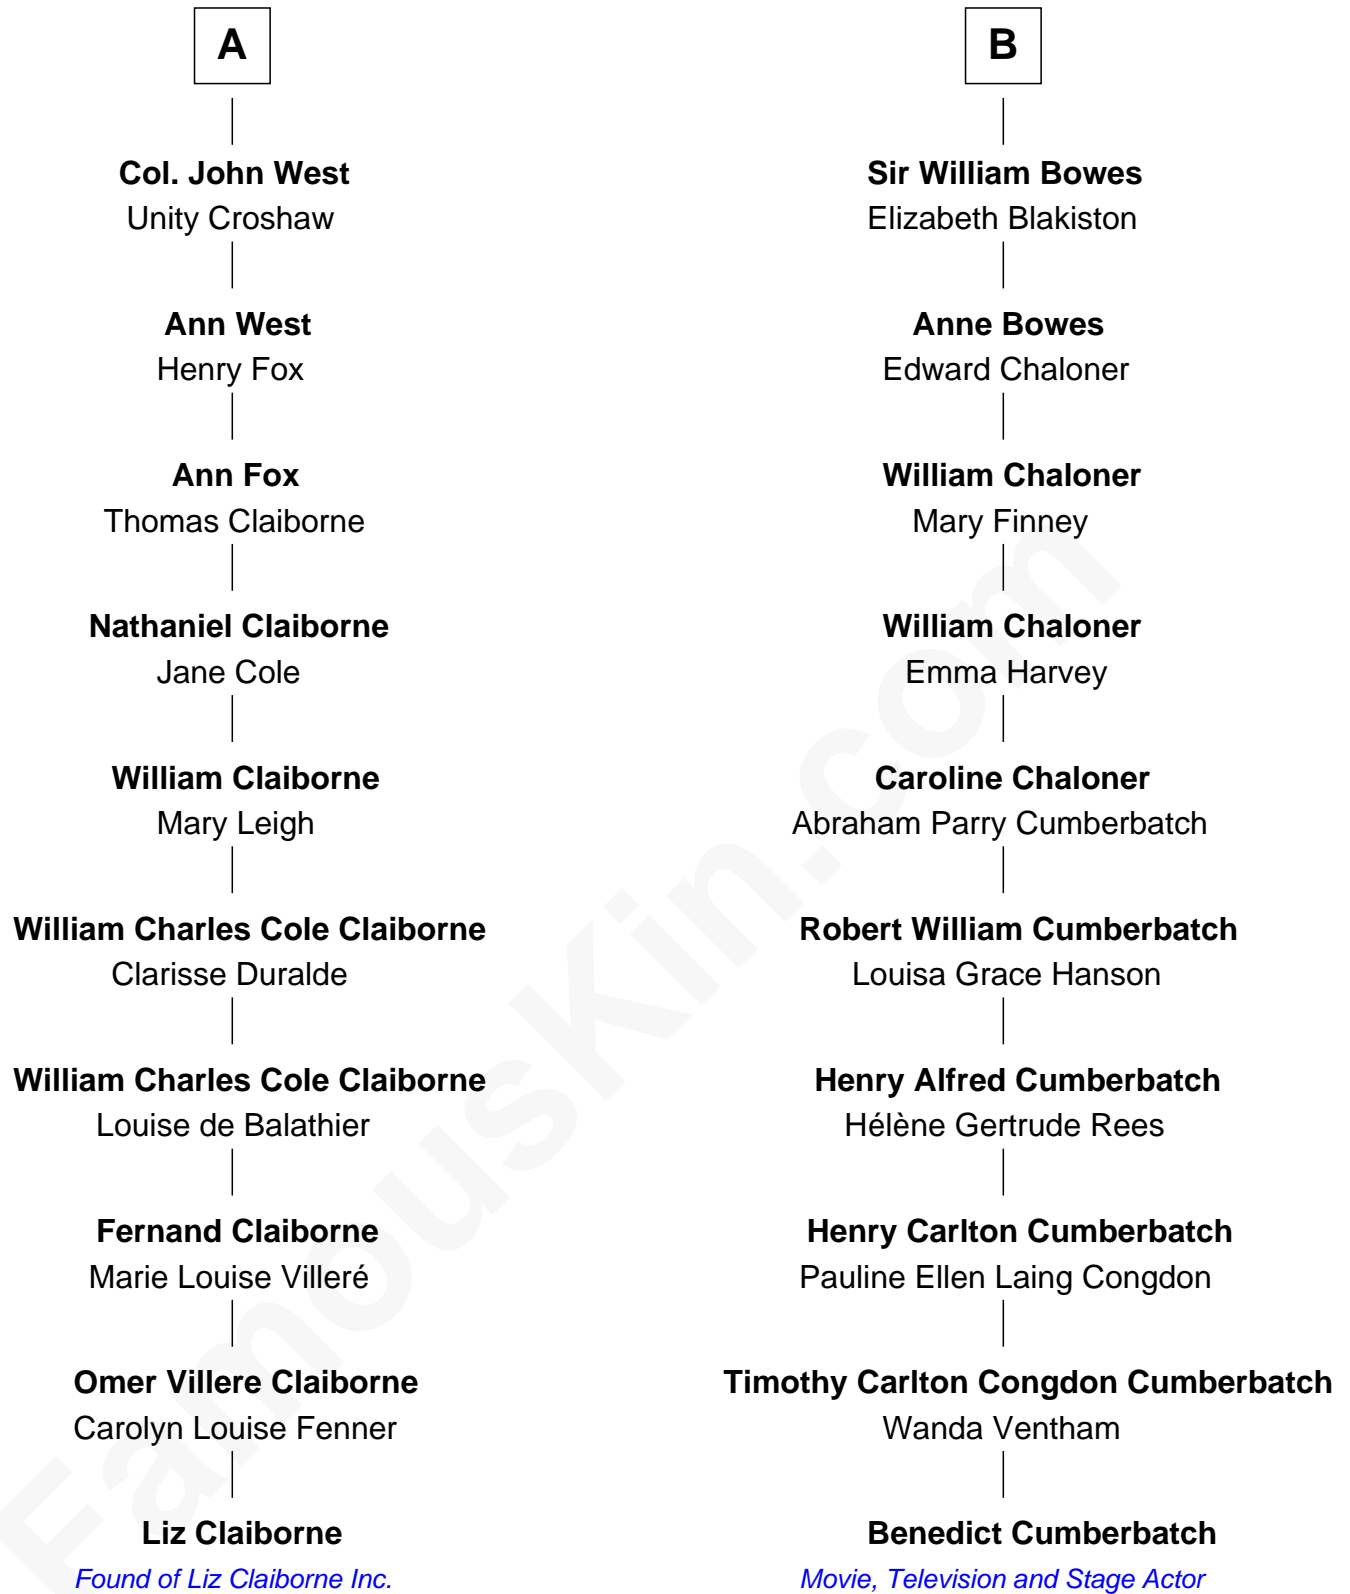 A
Col. John West
Unity Croshaw
Ann West
Henry Fox
Ann Fox
Thomas Claiborne
Nathaniel Claiborne
Jane Cole
William Claiborne
Mary Leigh
William Charles Cole Claiborne
Clarisse Duralde
William Charles Cole Claiborne
Louise de Balathier
Fernand Claiborne
Marie Louise Villeré
Omer Villere Claiborne
Carolyn Louise Fenner
Liz Claiborne
Found of Liz Claiborne Inc.
B
Sir William Bowes
Elizabeth Blakiston
Anne Bowes
Edward Chaloner
William Chaloner
Mary Finney
William Chaloner
Emma Harvey
Caroline Chaloner
Abraham Parry Cumberbatch
Robert William Cumberbatch
Louisa Grace Hanson
Henry Alfred Cumberbatch
Hélène Gertrude Rees
Henry Carlton Cumberbatch
Pauline Ellen Laing Congdon
Timothy Carlton Congdon Cumberbatch
Wanda Ventham
Benedict Cumberbatch
Movie, Television and Stage Actor
FamousKin.com